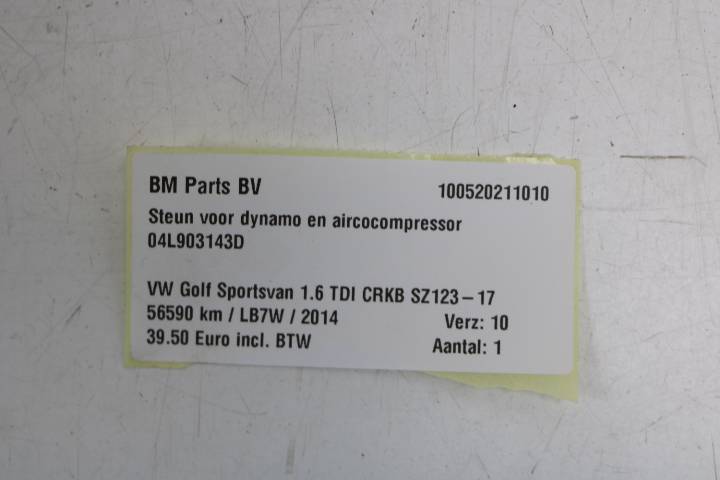 BM Parts BV 100520211010
Steun voor dynamo en aircocompressor
04L903143D
VW Golf Sportsvan 1.6 TDI CRKB SZ123-17
56590 km / LB7W / 2014 Verz: 10
39.50 Euro incl. BTW Aantal: 1